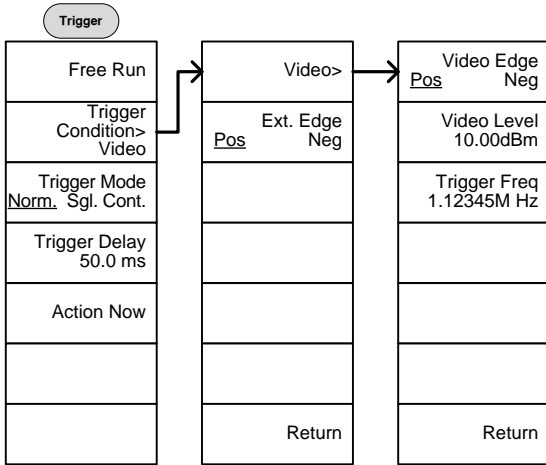 Trigger
Free Run
Trigger
Condition>
Video
Trigger Mode
Norm. Sgl. Cont.
Trigger Delay
50.0 ms
Action Now
Video>
Ext. Edge
Pos Neg
Return
Video Edge
Pos Neg
Video Level
10.00dBm
Trigger Freq
1.12345M Hz
Return